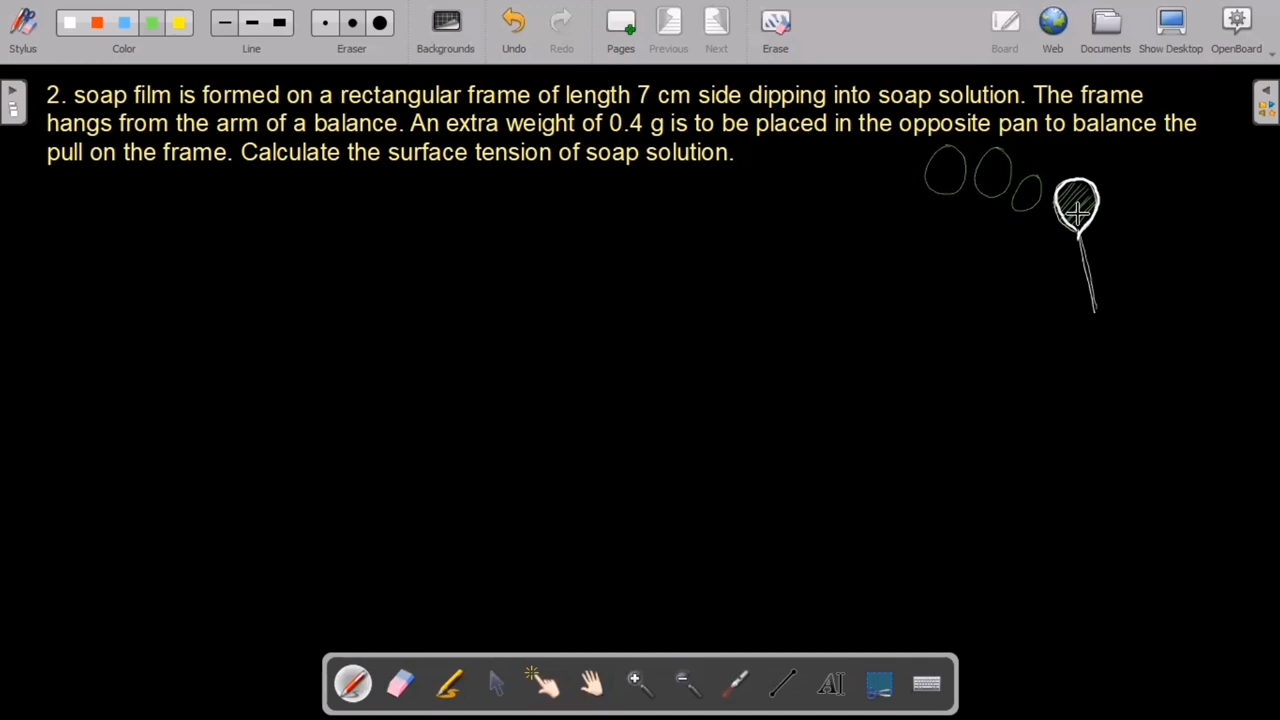 Stylus Color Line Eraser Backgrounds Undo Redo Pages Previous Next Erase Board Web Documents Show Desktop OpenBoard
2. soap film is formed on a rectangular frame of length 7 cm side dipping into soap solution. The frame
hangs from the arm of a balance. An extra weight of 0.4 g is to be placed in the opposite pan to balance the
pull on the frame. Calculate the surface tension of soap solution.
AI